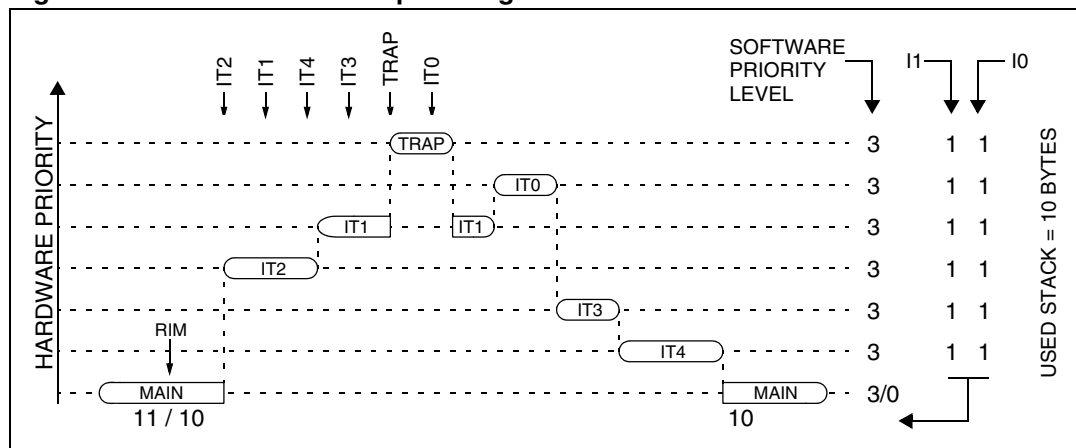 IT2
IT1
IT4
IT3
TRAP
IT0
SOFTWARE
PRIORITY
LEVEL
I1
I0
HARDWARE PRIORITY
TRAP
3 1 1
IT0
3 1 1
IT1 IT1
3 1 1
IT2
3 1 1
IT3
3 1 1
RIM
IT4
3 1 1
MAIN MAIN
3/0
11 / 10
10
USED STACK = 10 BYTES